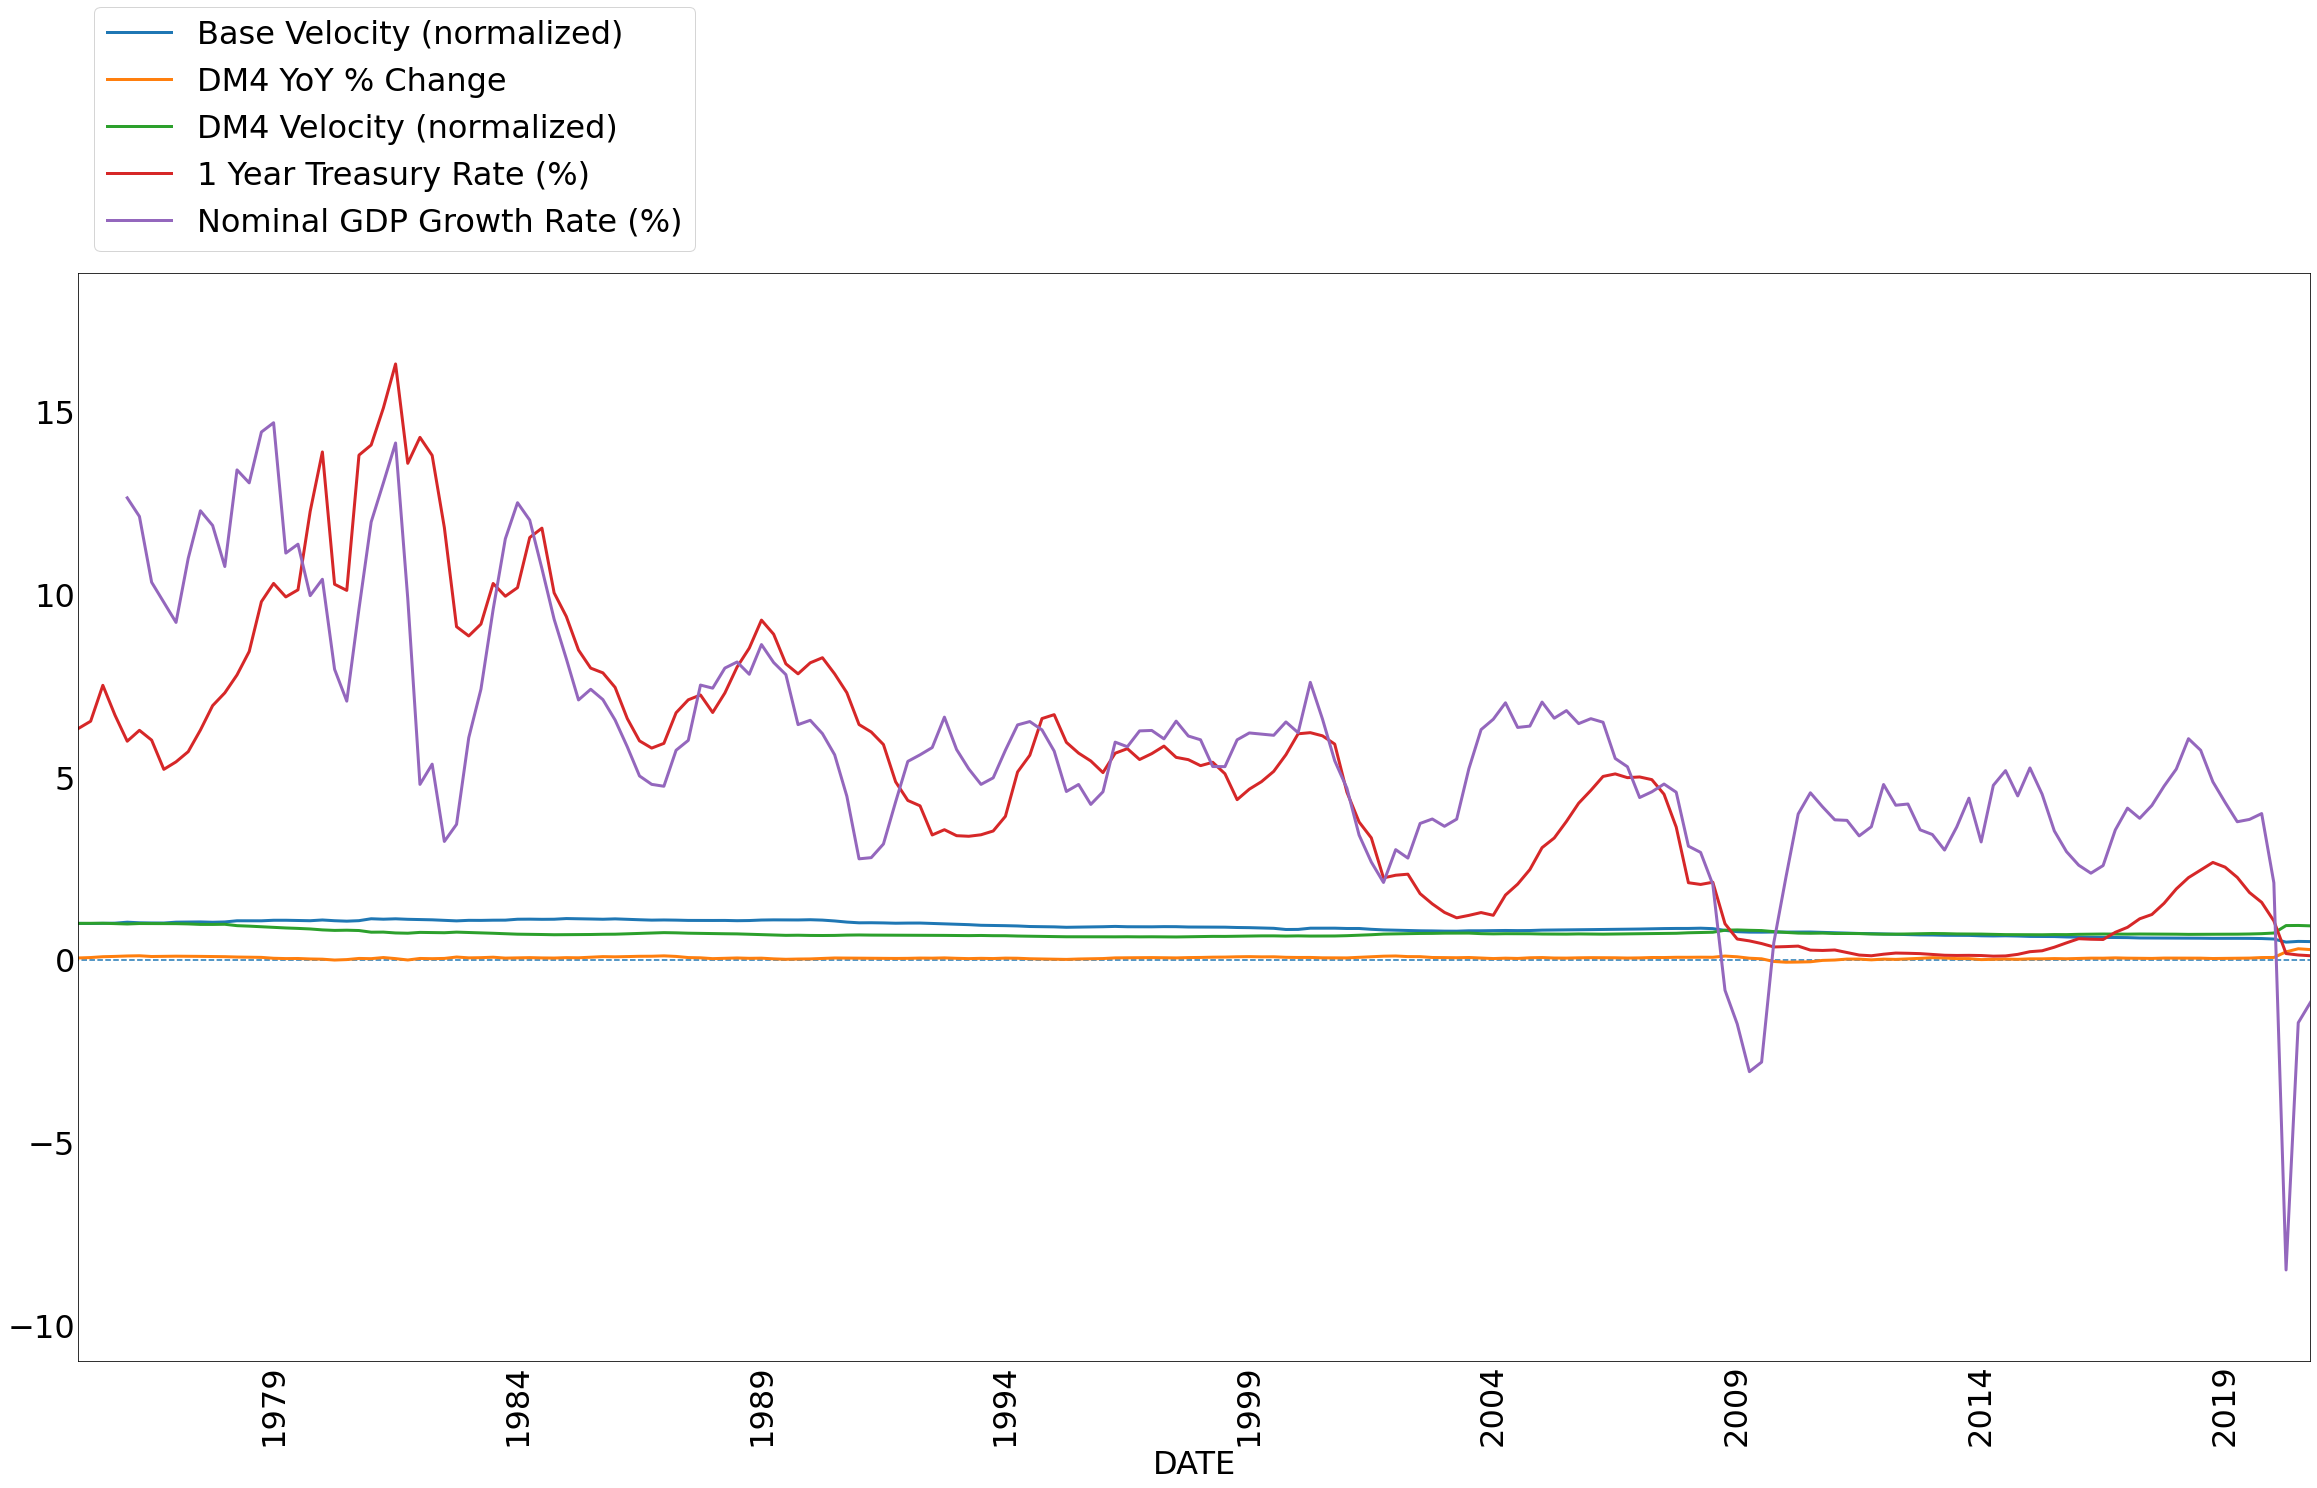 Base Velocity (normalized)
DM4 YoY % Change
DM4 Velocity (normalized)
1 Year Treasury Rate (%)
Nominal GDP Growth Rate (%)
15
10
5
0
−5
−10
1979
1984
1989
1994
1999
2004
2009
2014
2019
DATE